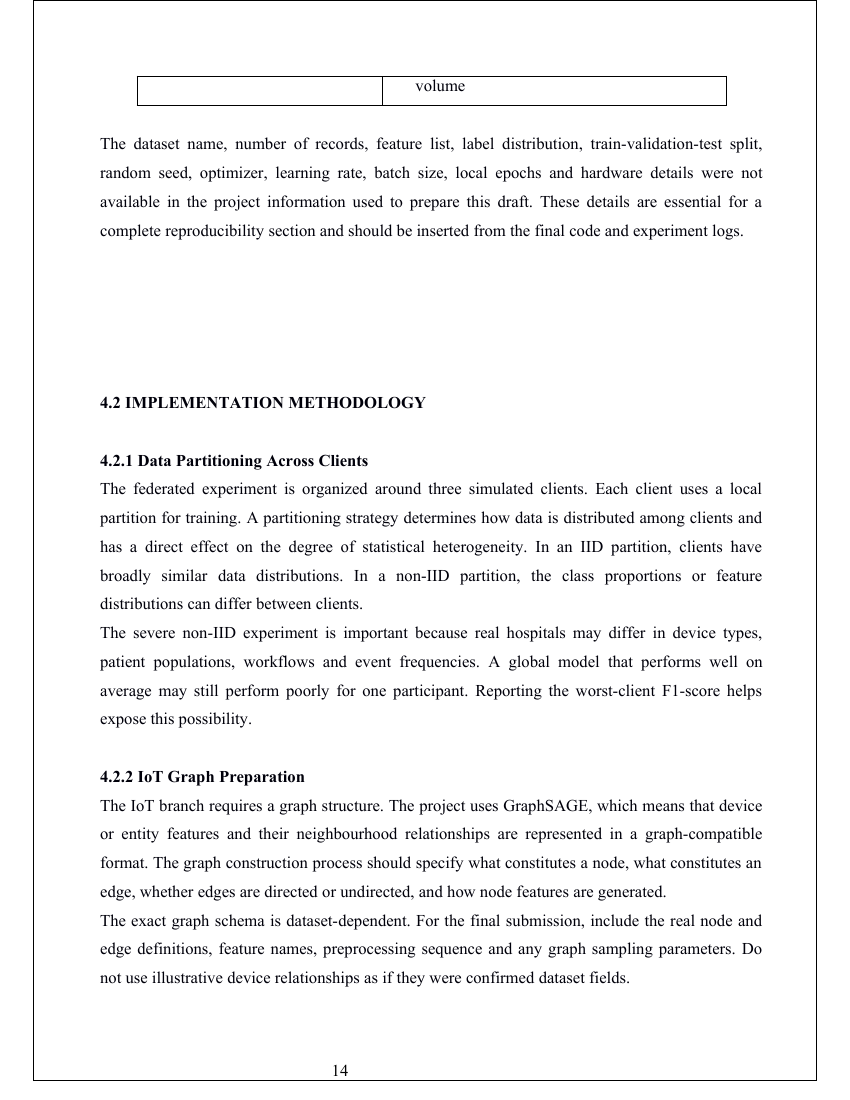 volume
The dataset name, number of records, feature list, label distribution, train-validation-test split,
random seed, optimizer, learning rate, batch size, local epochs and hardware details were not
available in the project information used to prepare this draft. These details are essential for a
complete reproducibility section and should be inserted from the final code and experiment logs.
4.2 IMPLEMENTATION METHODOLOGY
4.2.1 Data Partitioning Across Clients
The federated experiment is organized around three simulated clients. Each client uses a local
partition for training. A partitioning strategy determines how data is distributed among clients and
has a direct effect on the degree of statistical heterogeneity. In an IID partition, clients have
broadly similar data distributions. In a non-IID partition, the class proportions or feature
distributions can differ between clients.
The severe non-IID experiment is important because real hospitals may differ in device types,
patient populations, workflows and event frequencies. A global model that performs well on
average may still perform poorly for one participant. Reporting the worst-client F1-score helps
expose this possibility.
4.2.2 IoT Graph Preparation
The IoT branch requires a graph structure. The project uses GraphSAGE, which means that device
or entity features and their neighbourhood relationships are represented in a graph-compatible
format. The graph construction process should specify what constitutes a node, what constitutes an
edge, whether edges are directed or undirected, and how node features are generated.
The exact graph schema is dataset-dependent. For the final submission, include the real node and
edge definitions, feature names, preprocessing sequence and any graph sampling parameters. Do
not use illustrative device relationships as if they were confirmed dataset fields.
14